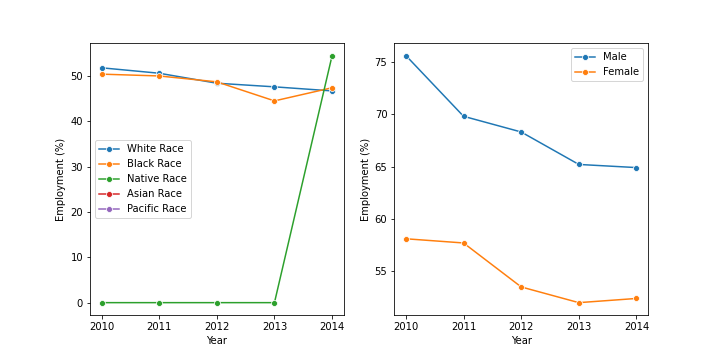 Employment (%)
50
40
30
20
10
0
White Race
Black Race
Native Race
Asian Race
Pacific Race
2010 2011 2012 2013 2014
Year
Employment (%)
75
70
65
60
55
Male
Female
2010 2011 2012 2013 2014
Year